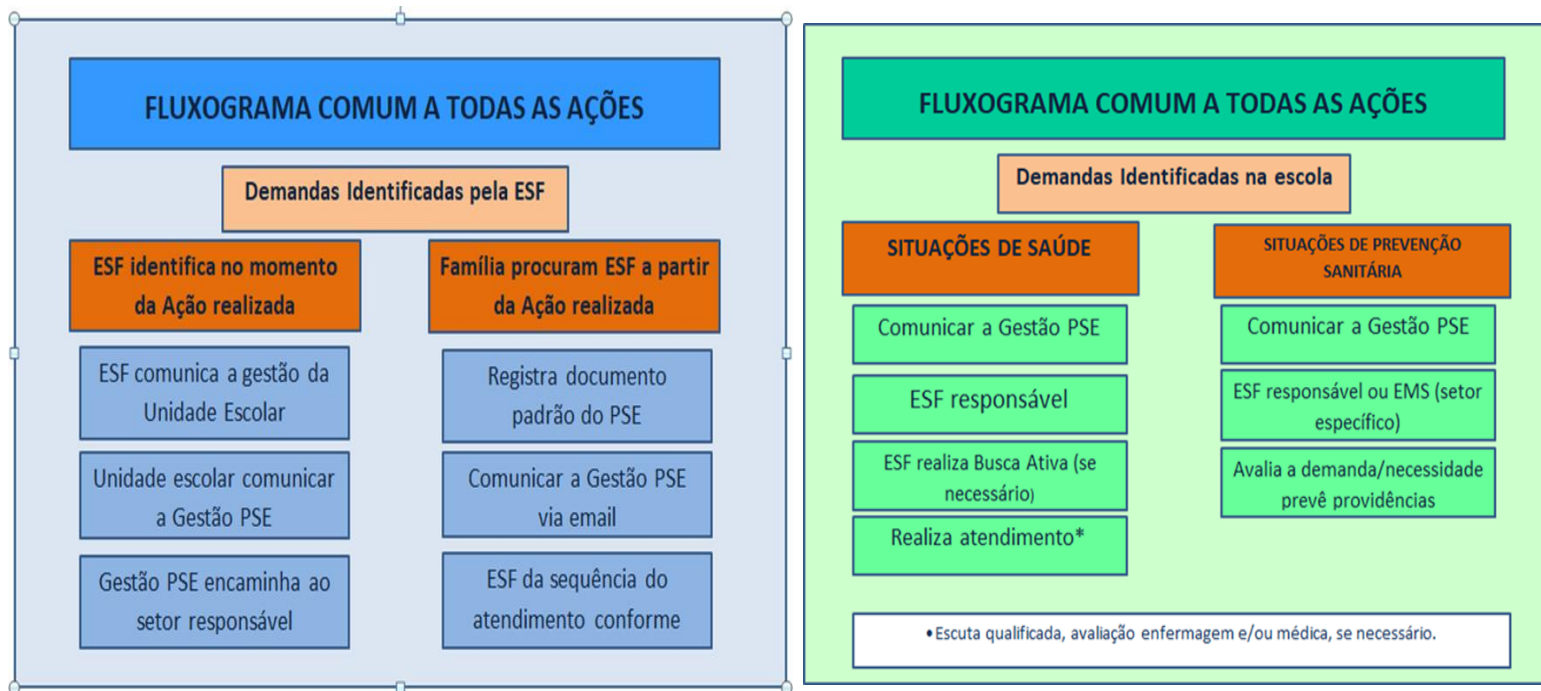 FLUXOGRAMA COMUM A TODAS AS AÇÕES
Demandas Identificadas pela ESF
ESF identifica no momento
da Ação realizada
ESF comunica a gestão da
Unidade Escolar
Unidade escolar comunicar
a Gestão PSE
Gestão PSE encaminha ao
setor responsável
Família procuram ESF a partir
da Ação realizada
Registra documento
padrão do PSE
Comunicar a Gestão PSE
via email
ESF da sequência do
atendimento conforme
FLUXOGRAMA COMUM A TODAS AS AÇÕES
Demandas Identificadas na escola
SITUAÇÕES DE SAÚDE
Comunicar a Gestão PSE
ESF responsável
ESF realiza Busca Ativa (se
necessário)
Realiza atendimento*
SITUAÇÕES DE PREVENÇÃO
SANITÁRIA
Comunicar a Gestão PSE
ESF responsável ou EMS (setor
específico)
Avalia a demanda/necessidade
prevê providências
•Escuta qualificada, avaliação enfermagem e/ou médica, se necessário.